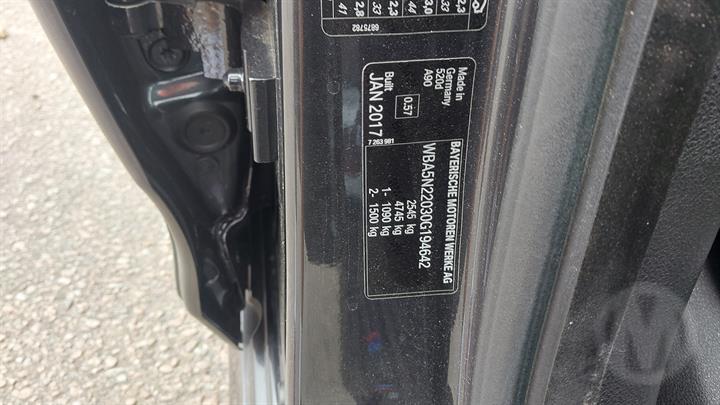 BAYERISCHE MOTOREN WERKE AG
WBA5N22030G194642
2545 kg
4745 kg
1- 1090 kg
2- 1500 kg
Made in
Germany
520d
A90
0.57
Built
JAN 2017
7 263 981
6875782
M